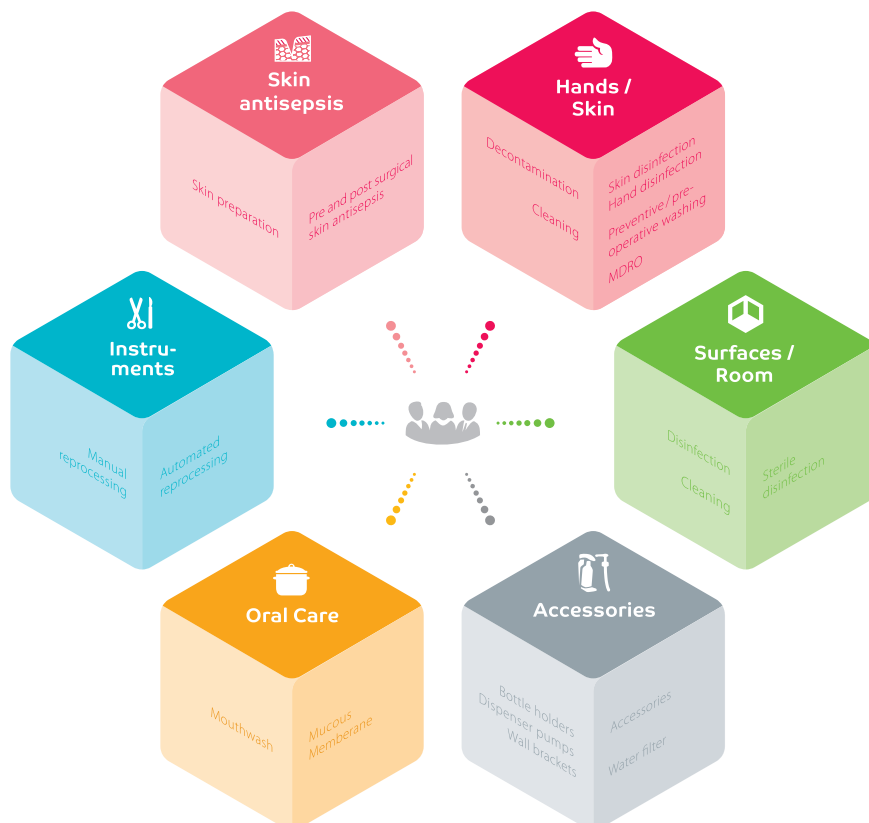 Skin
antisepsis
Skin preparation
Pre and post surgical
skin antisepsis
Hands /
Skin
Decontamination
Cleaning
Skin disinfection
Hand disinfection
Preventive / pre-
operative washing
MDRO
Instru-
ments
Manual
reprocessing
Automated
reprocessing
Surfaces /
Room
Disinfection
Cleaning
Sterile
disinfection
Oral Care
Mouthwash
Mucous
Memberane
Accessories
Bottle holders
Dispenser pumps
Wall brackets
Accessories
Water filter